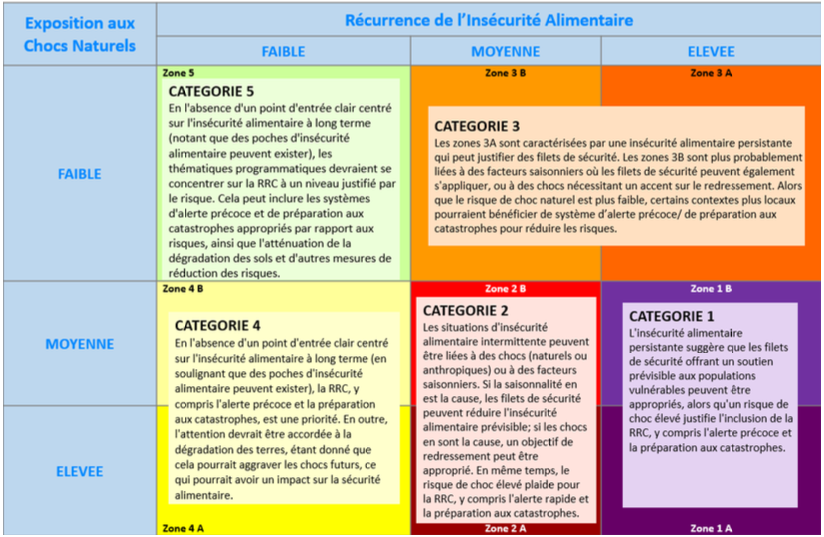 Exposition aux
Chocs Naturels
Récurrence de l’Insécurité Alimentaire
FAIBLE
MOYENNE
ELEVEE
FAIBLE
Zone 5
CATEGORIE 5
En l'absence d'un point d'entrée clair centré
sur l'insécurité alimentaire à long terme
(notant que des poches d'insécurité
alimentaire peuvent exister), les
thématiques programmatiques devraient se
concentrer sur la RRC à un niveau justifié par
le risque. Cela peut inclure les systèmes
d'alerte précoce et de préparation aux
catastrophes appropriés par rapport aux
risques, ainsi que l'atténuation de la
dégradation des sols et d'autres mesures de
réduction des risques.
Zone 3 B
Zone 3 A
CATEGORIE 3
Les zones 3A sont caractérisées par une insécurité alimentaire persistante
qui peut justifier des filets de sécurité. Les zones 3B sont plus probablement
liées à des facteurs saisonniers où les filets de sécurité peuvent également
s'appliquer, ou à des chocs nécessitant un accent sur le redressement. Alors
que le risque de choc naturel est plus faible, certains contextes plus locaux
pourraient bénéficier de système d’alerte précoce/ de préparation aux
catastrophes pour réduire les risques.
MOYENNE
ELEVEE
Zone 4 B
CATEGORIE 4
En l'absence d'un point d'entrée clair centré
sur l'insécurité alimentaire à long terme (en
soulignant que des poches d'insécurité
alimentaire peuvent exister), la RRC, y
compris l'alerte précoce et la préparation
aux catastrophes, est une priorité. En outre,
l'attention devrait être accordée à la
dégradation des terres, étant donné que
cela pourrait aggraver les chocs futurs, ce
qui pourrait avoir un impact sur la sécurité
alimentaire.
Zone 4 A
Zone 2 B
CATEGORIE 2
Les situations d'insécurité
alimentaire intermittente peuvent
être liées à des chocs (naturels ou
anthropiques) ou à des facteurs
saisonniers. Si la saisonnalité en
est la cause, les filets de sécurité
peuvent réduire l'insécurité
alimentaire prévisible; si les chocs
en sont la cause, un objectif de
redressement peut être
approprié. En même temps, le
risque de choc élevé plaide pour
la RRC, y compris l'alerte rapide et
la préparation aux catastrophes.
Zone 2 A
Zone 1 B
CATEGORIE 1
L'insécurité alimentaire
persistante suggère que les filets
de sécurité offrant un soutien
prévisible aux populations
vulnérables peuvent être
appropriés, alors qu'un risque de
choc élevé justifie l'inclusion de la
RRC, y compris l'alerte précoce et
la préparation aux catastrophes.
Zone 1 A